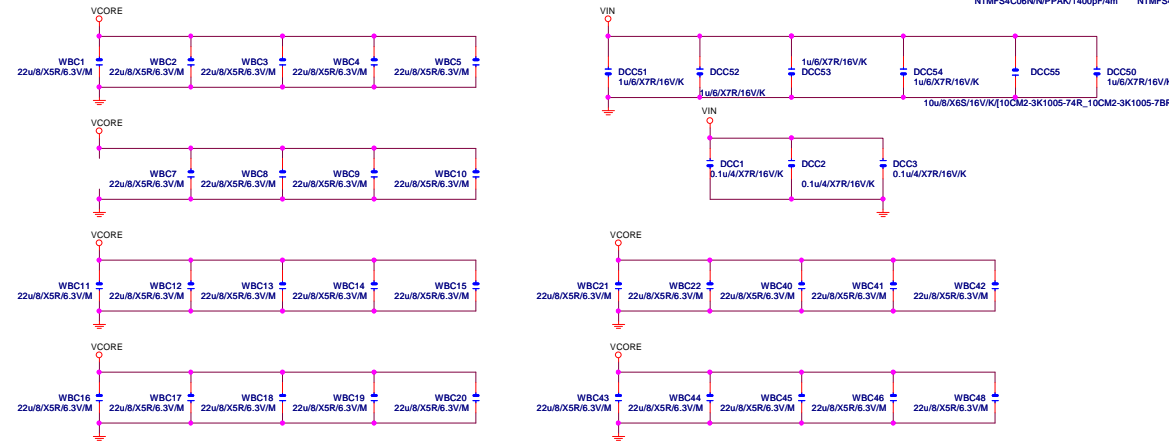 VCORE
WBC1
22u/8/X5R/6.3V/M
WBC2
22u/8/X5R/6.3V/M
WBC3
22u/8/X5R/6.3V/M
WBC4
22u/8/X5R/6.3V/M
WBC5
22u/8/X5R/6.3V/M
VIN
DCC51
1u/6/X7R/16V/K
DCC52
1u/6/X7R/16V/K
1u/6/X7R/16V/K
DCC53
DCC54
1u/6/X7R/16V/K
DCC55
10u/8/X6S/16V/K/[10CM2-3K1005-74R_10CM2-3K1005-7BR
DCC50
1u/6/X7R/16V/K
VCORE
WBC7
22u/8/X5R/6.3V/M
WBC8
22u/8/X5R/6.3V/M
WBC9
22u/8/X5R/6.3V/M
WBC10
22u/8/X5R/6.3V/M
VIN
DCC1
0.1u/4/X7R/16V/K
DCC2
0.1u/4/X7R/16V/K
DCC3
0.1u/4/X7R/16V/K
VCORE
WBC11
22u/8/X5R/6.3V/M
WBC12
22u/8/X5R/6.3V/M
WBC13
22u/8/X5R/6.3V/M
WBC14
22u/8/X5R/6.3V/M
WBC15
22u/8/X5R/6.3V/M
VCORE
WBC21
22u/8/X5R/6.3V/M
WBC22
22u/8/X5R/6.3V/M
WBC40
22u/8/X5R/6.3V/M
WBC41
22u/8/X5R/6.3V/M
WBC42
22u/8/X5R/6.3V/M
VCORE
WBC16
22u/8/X5R/6.3V/M
WBC17
22u/8/X5R/6.3V/M
WBC18
22u/8/X5R/6.3V/M
WBC19
22u/8/X5R/6.3V/M
WBC20
22u/8/X5R/6.3V/M
VCORE
WBC43
22u/8/X5R/6.3V/M
WBC44
22u/8/X5R/6.3V/M
WBC45
22u/8/X5R/6.3V/M
WBC46
22u/8/X5R/6.3V/M
WBC48
22u/8/X5R/6.3V/M